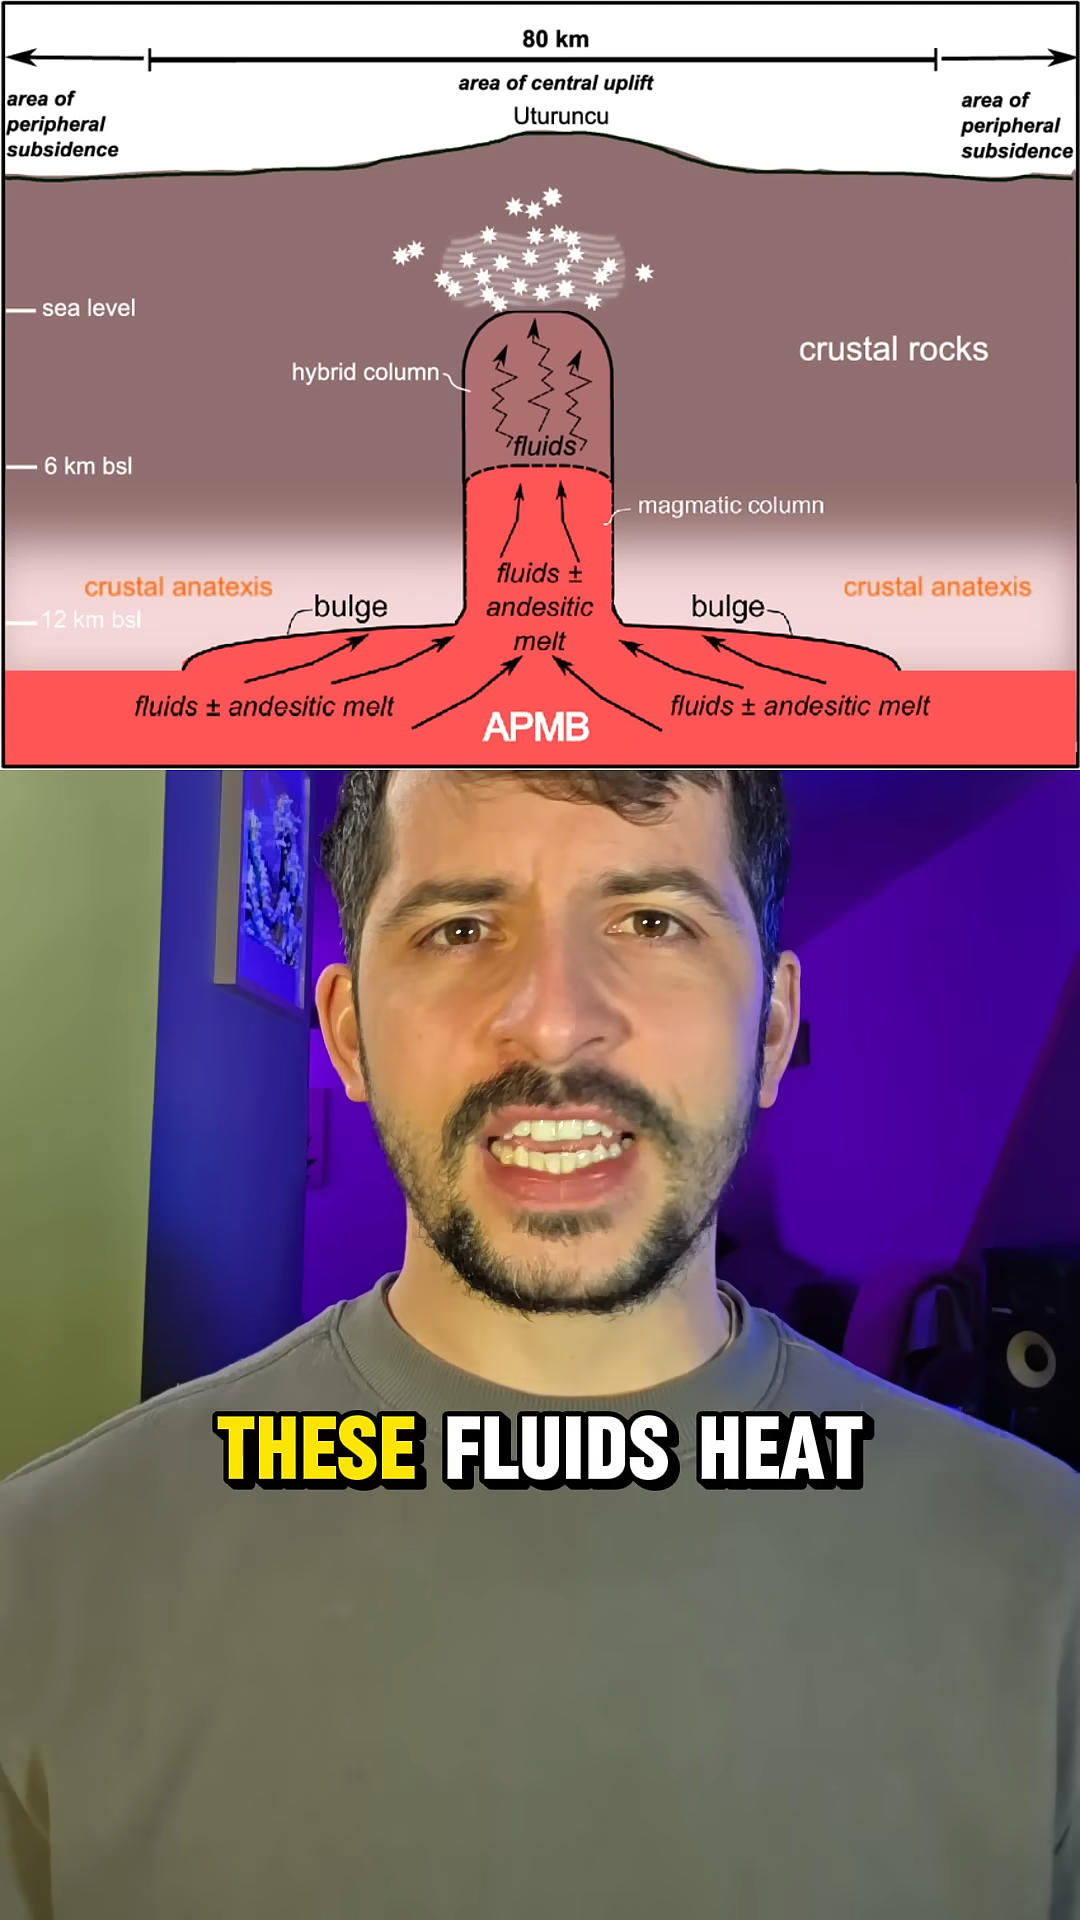 80 km
area of central uplift
area of
peripheral
subsidence
Uturuncu
area of
peripheral
subsidence
sea level
crustal rocks
hybrid column
fluids
6 km bsl
magmatic column
fluids ±
andesitic
melt
crustal anatexis
crustal anatexis
bulge
bulge
12 km bsl
fluids ± andesitic melt
fluids ± andesitic melt
APMB
THESE FLUIDS HEAT